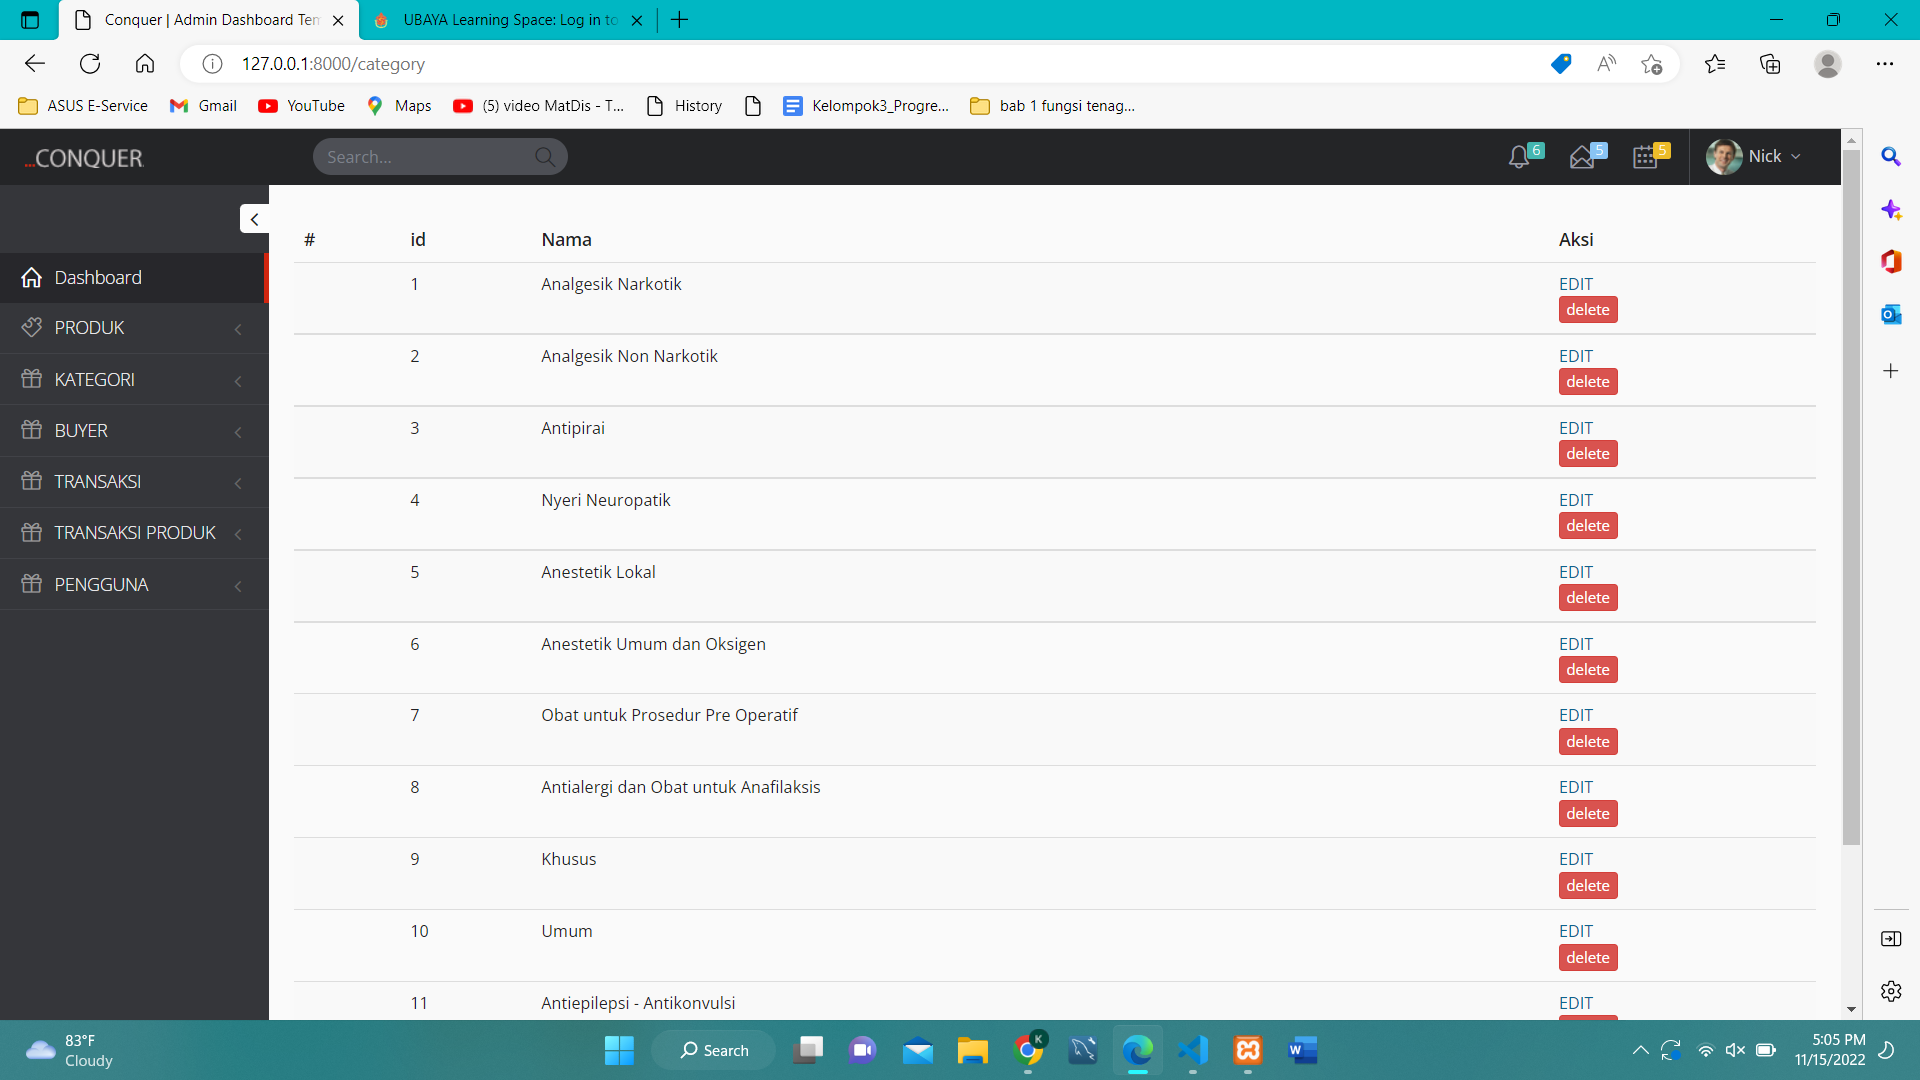 Conquer | Admin Dashboard Tem
UBAYA Learning Space: Log in to
127.0.0.1:8000/category
ASUS E-Service
Gmail
YouTube
Maps
(5) video MatDis - T...
History
Kelompok3_Progre...
bab 1 fungsi tenag...
...CONQUER
Search...
6
5
5
Nick
Dashboard
PRODUK
KATEGORI
BUYER
TRANSAKSI
TRANSAKSI PRODUK
PENGGUNA
# id Nama Aksi
1 Analgesik Narkotik EDIT
delete
2 Analgesik Non Narkotik EDIT
delete
3 Antipirai EDIT
delete
4 Nyeri Neuropatik EDIT
delete
5 Anestetik Lokal EDIT
delete
6 Anestetik Umum dan Oksigen EDIT
delete
7 Obat untuk Prosedur Pre Operatif EDIT
delete
8 Antialergi dan Obat untuk Anafilaksis EDIT
delete
9 Khusus EDIT
delete
10 Umum EDIT
delete
11 Antiepilepsi - Antikonvulsi EDIT
83°F
Cloudy
Search
K
5:05 PM
11/15/2022